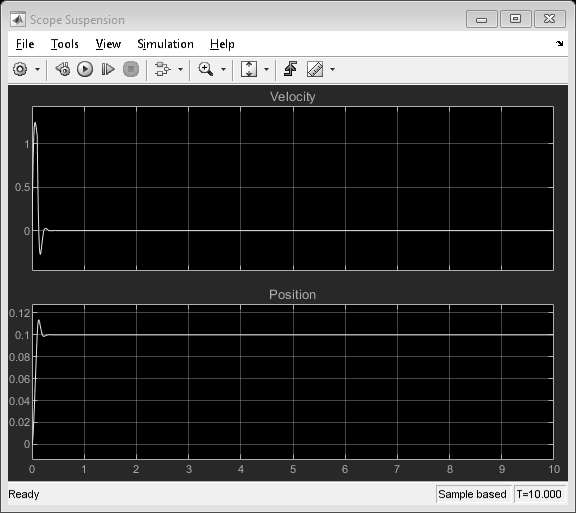 Scope Suspension
File Tools View Simulation Help
Velocity
1
0.5
0
Position
0.12
0.1
0.08
0.06
0.04
0.02
0
0 1 2 3 4 5 6 7 8 9 10
Ready Sample based T=10.000